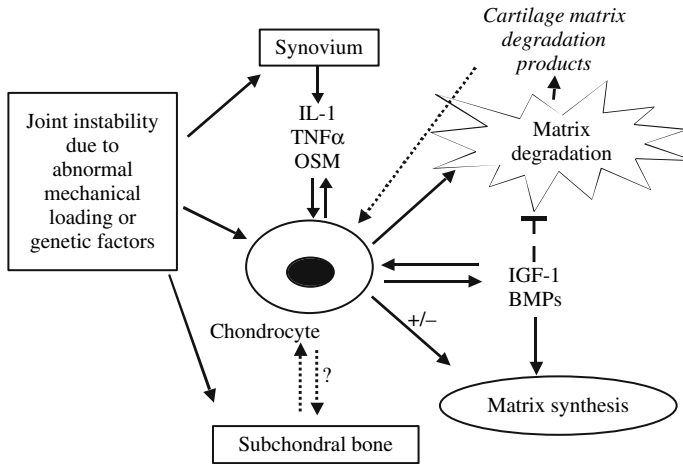 Cartilage matrix
degradation
products
Synovium
Joint instability
due to
abnormal
mechanical
loading or
genetic factors
IL-1
TNFα
OSM
Matrix
degradation
IGF-1
BMPs
+/–
Chondrocyte
?
Matrix synthesis
Subchondral bone